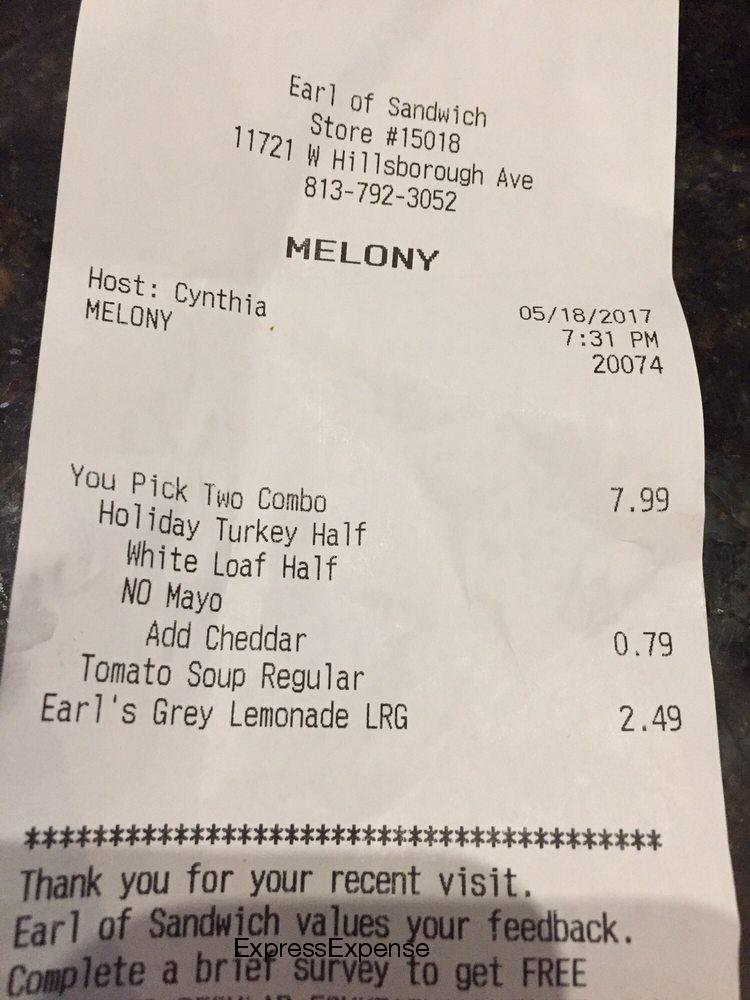 Earl of Sandwich
Store #15018
11721 W Hillsborough Ave
813-792-3052
MELONY
Host: Cynthia
05/18/2017
MELONY
7:31 PM
20074
You Pick Two Combo 7.99
Holiday Turkey Half
White Loaf Half
NO Mayo
Add Cheddar 0.79
Tomato Soup Regular
Earl's Grey Lemonade LRG 2.49
****************************************
Thank you for your recent visit.
Earl of Sandwich values your feedback.
ExpressExpense
Complete a brief survey to get FREE